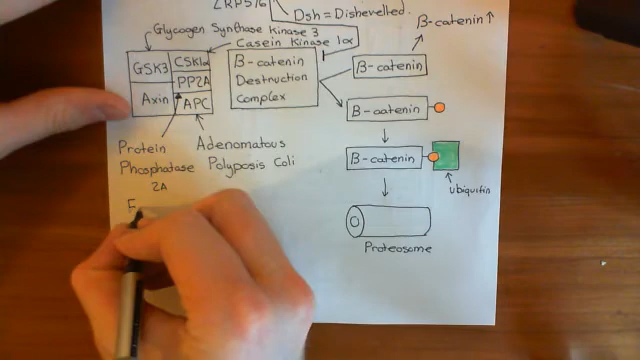 LRP5/6
Dsh = Dishevelled.
β-catenin↑
Glycogen Synthase Kinase 3
Casein Kinase 1α
GSK3
CSK1α
PP2A
Axin
APC
β-catenin
Destruction
Complex
β-catenin
β-catenin
β-catenin
ubiquitin
Protein
Phosphatase
2A
Adenomatous
Polyposis Coli
Proteosome